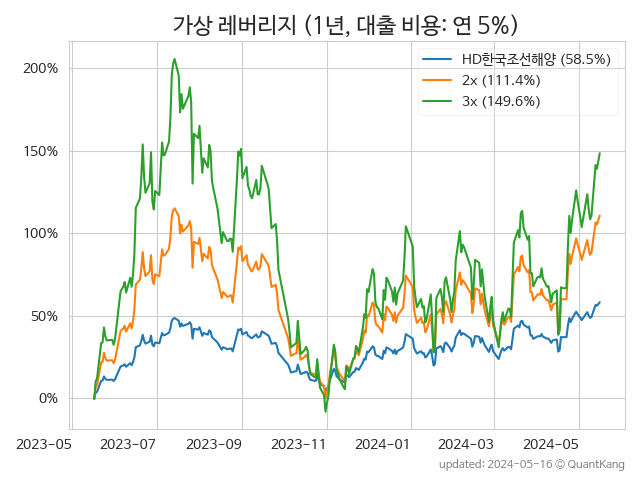 가상 레버리지 (1년, 대출 비용: 연 5%)
HD한국조선해양 (58.5%)
2x (111.4%)
3x (149.6%)
200%
150%
100%
50%
0%
2023-05 2023-07 2023-09 2023-11 2024-01 2024-03 2024-05
updated: 2024-05-16 © QuantKang